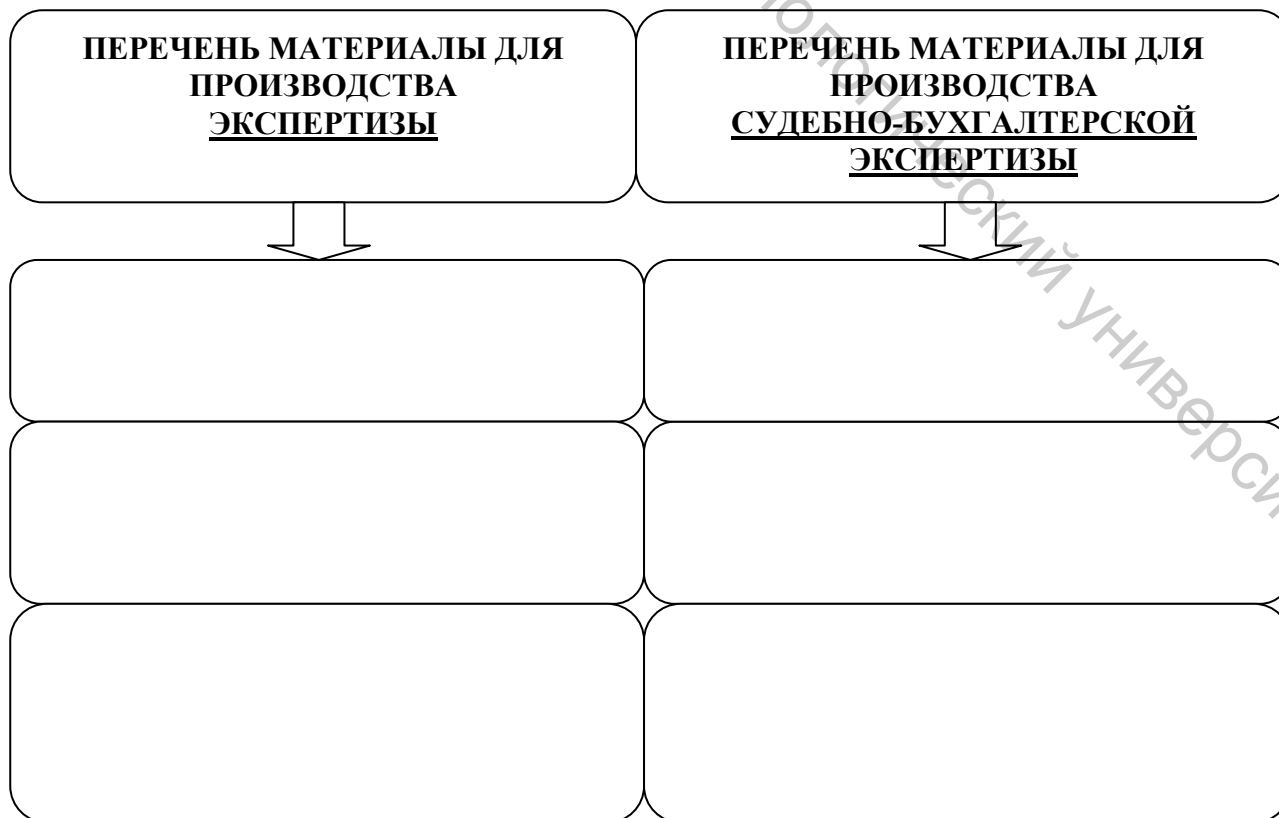 ПЕРЕЧЕНЬ МАТЕРИАЛЫ ДЛЯ
ПРОИЗВОДСТВА
ЭКСПЕРТИЗЫ
ПЕРЕЧЕНЬ МАТЕРИАЛЫ ДЛЯ
ПРОИЗВОДСТВА
СУДЕБНО-БУХГАЛТЕРСКОЙ
ЭКСПЕРТИЗЫ